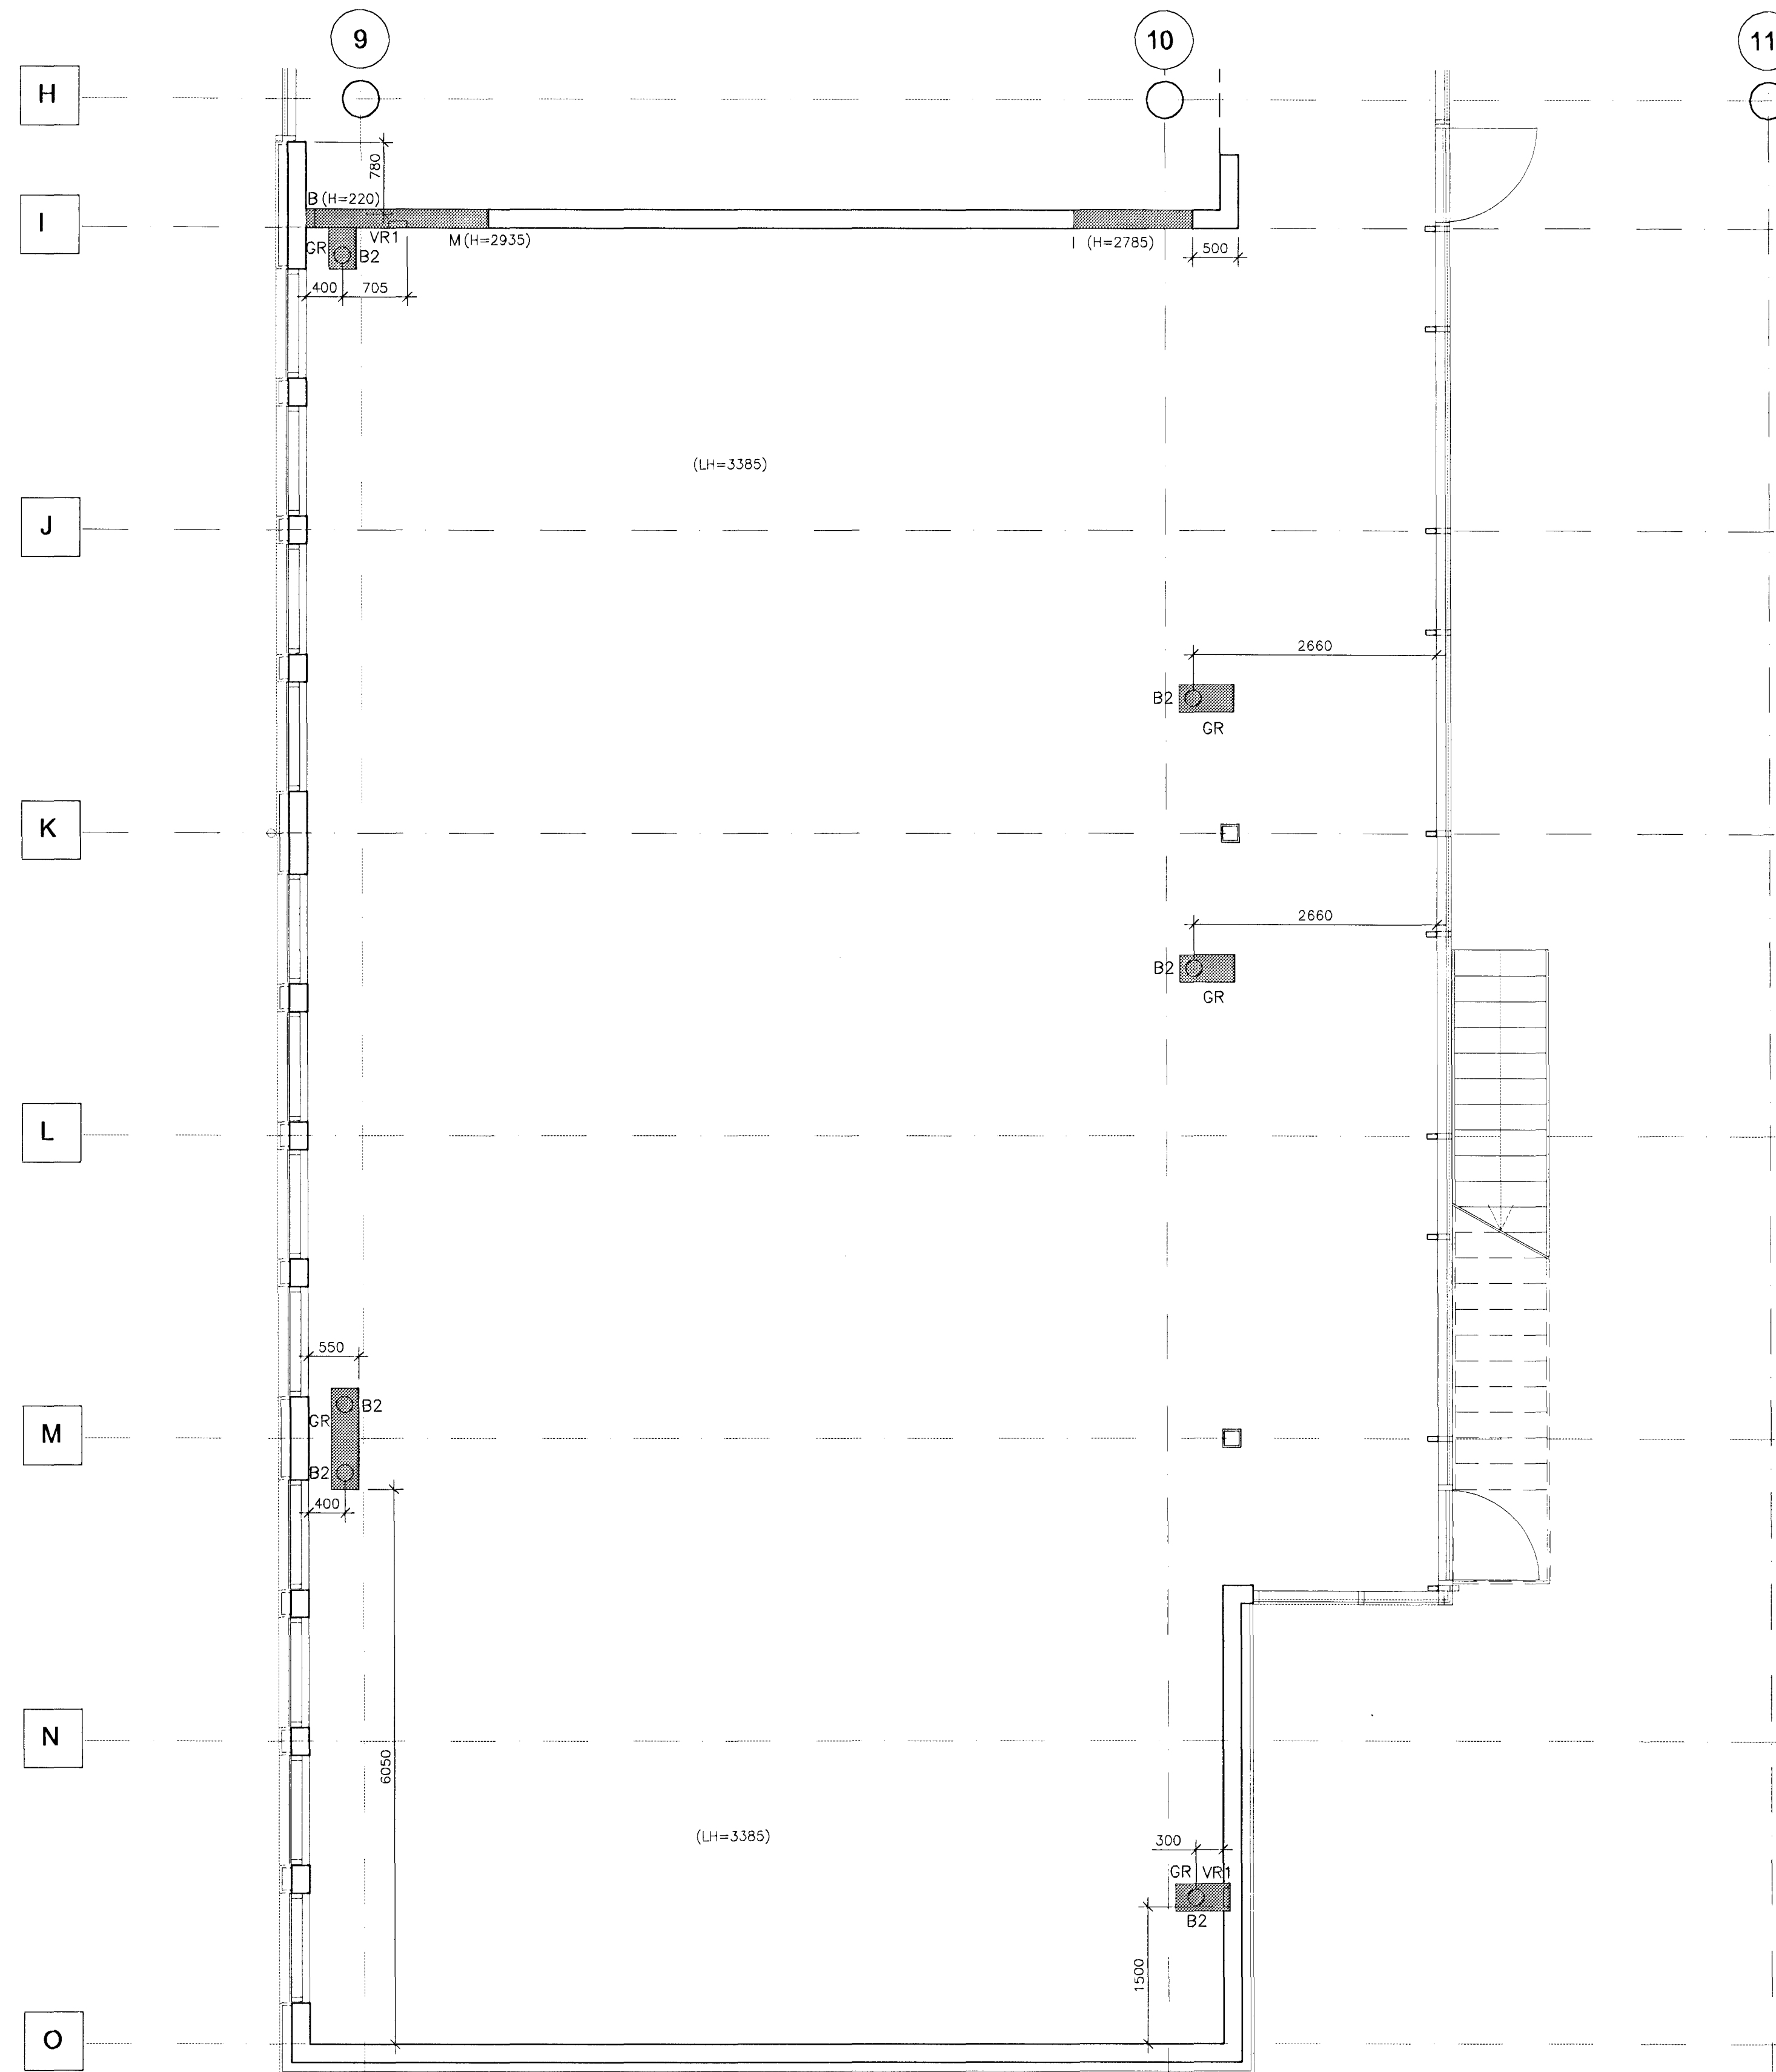 9
10
11
H
780
B (H=220)
I
VR1
M (H=2935)
I (H=2785)
500
GR
B2
400
705
(LH=3385)
J
2660
B2
GR
K
2660
B2
GR
L
550
B2
GR
M
B2
400
N
6050
(LH=3385)
300
GR VR1
B2
1500
O